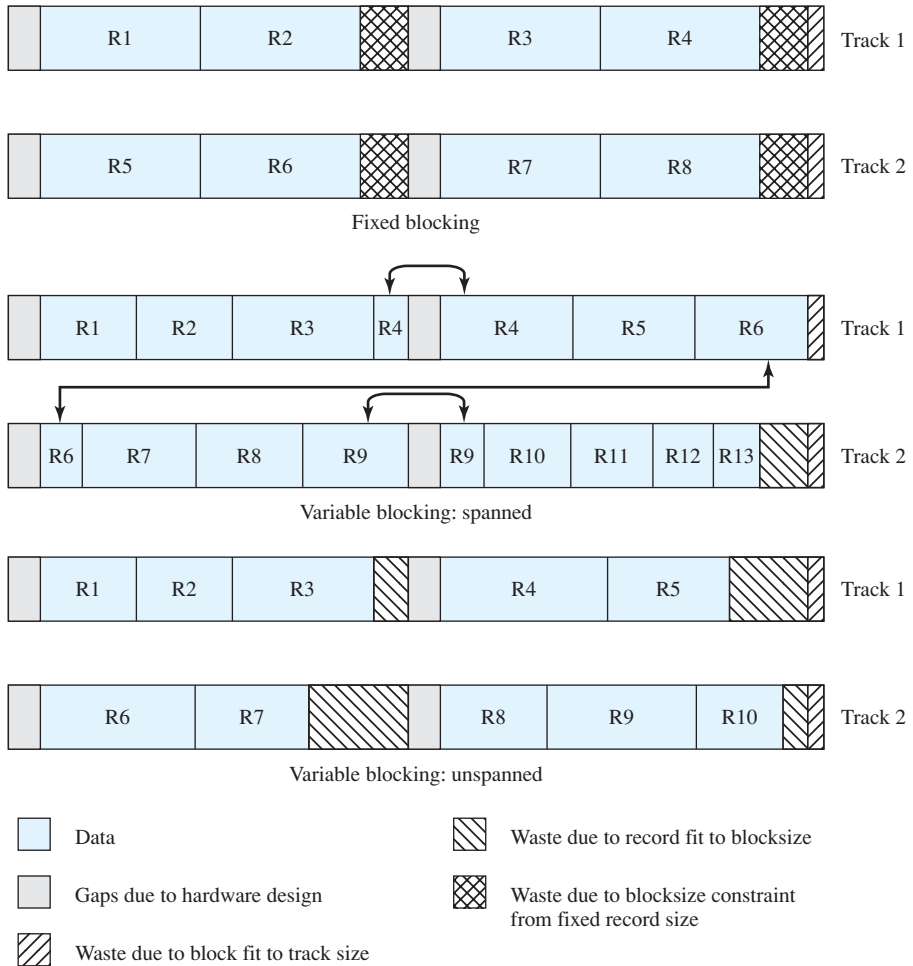 R1 R2 R3 R4 Track 1
R5 R6 R7 R8 Track 2
Fixed blocking
R1 R2 R3 R4 R4 R5 R6 Track 1
R6 R7 R8 R9 R9 R10 R11 R12 R13 Track 2
Variable blocking: spanned
R1 R2 R3 R4 R5 Track 1
R6 R7 R8 R9 R10 Track 2
Variable blocking: unspanned
Data
Gaps due to hardware design
Waste due to block fit to track size
Waste due to record fit to blocksize
Waste due to blocksize constraint
from fixed record size